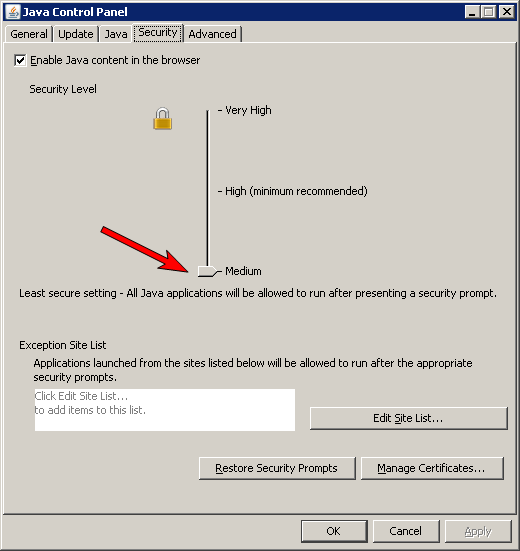 Java Control Panel
General Update Java Security Advanced
Enable Java content in the browser
Security Level
- Very High
- High (minimum recommended)
- Medium
Least secure setting - All Java applications will be allowed to run after presenting a security prompt.
Exception Site List
Applications launched from the sites listed below will be allowed to run after the appropriate
security prompts.
Click Edit Site List...
to add items to this list.
Edit Site List...
Restore Security Prompts Manage Certificates...
OK Cancel Apply